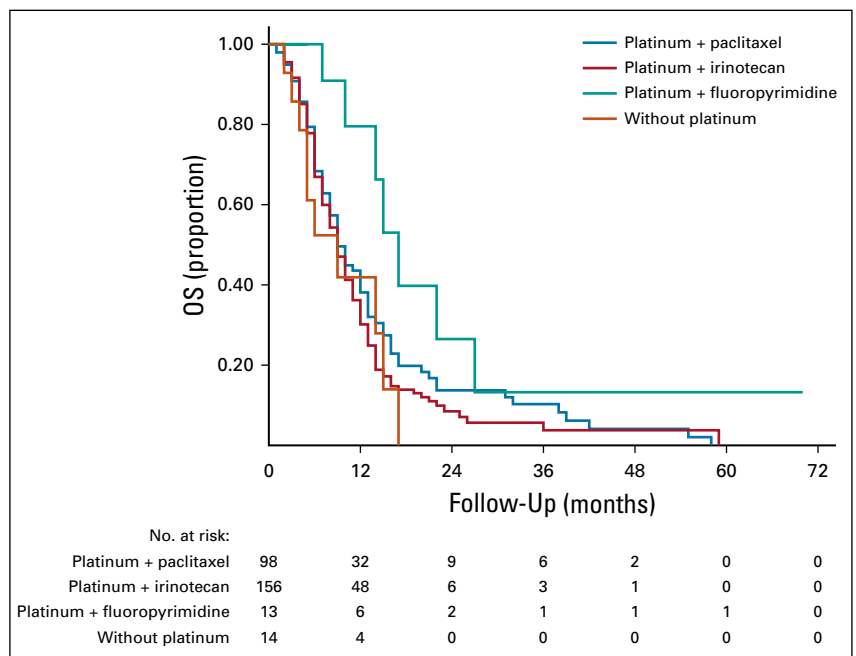 1.00
0.80
0.60
0.40
0.20
OS (proportion)
Platinum + paclitaxel
Platinum + irinotecan
Platinum + fluoropyrimidine
Without platinum
0 12 24 36 48 60 72
Follow-Up (months)
No. at risk:
Platinum + paclitaxel 98 32 9 6 2 0 0
Platinum + irinotecan 156 48 6 3 1 0 0
Platinum + fluoropyrimidine 13 6 2 1 1 1 0
Without platinum 14 4 0 0 0 0 0